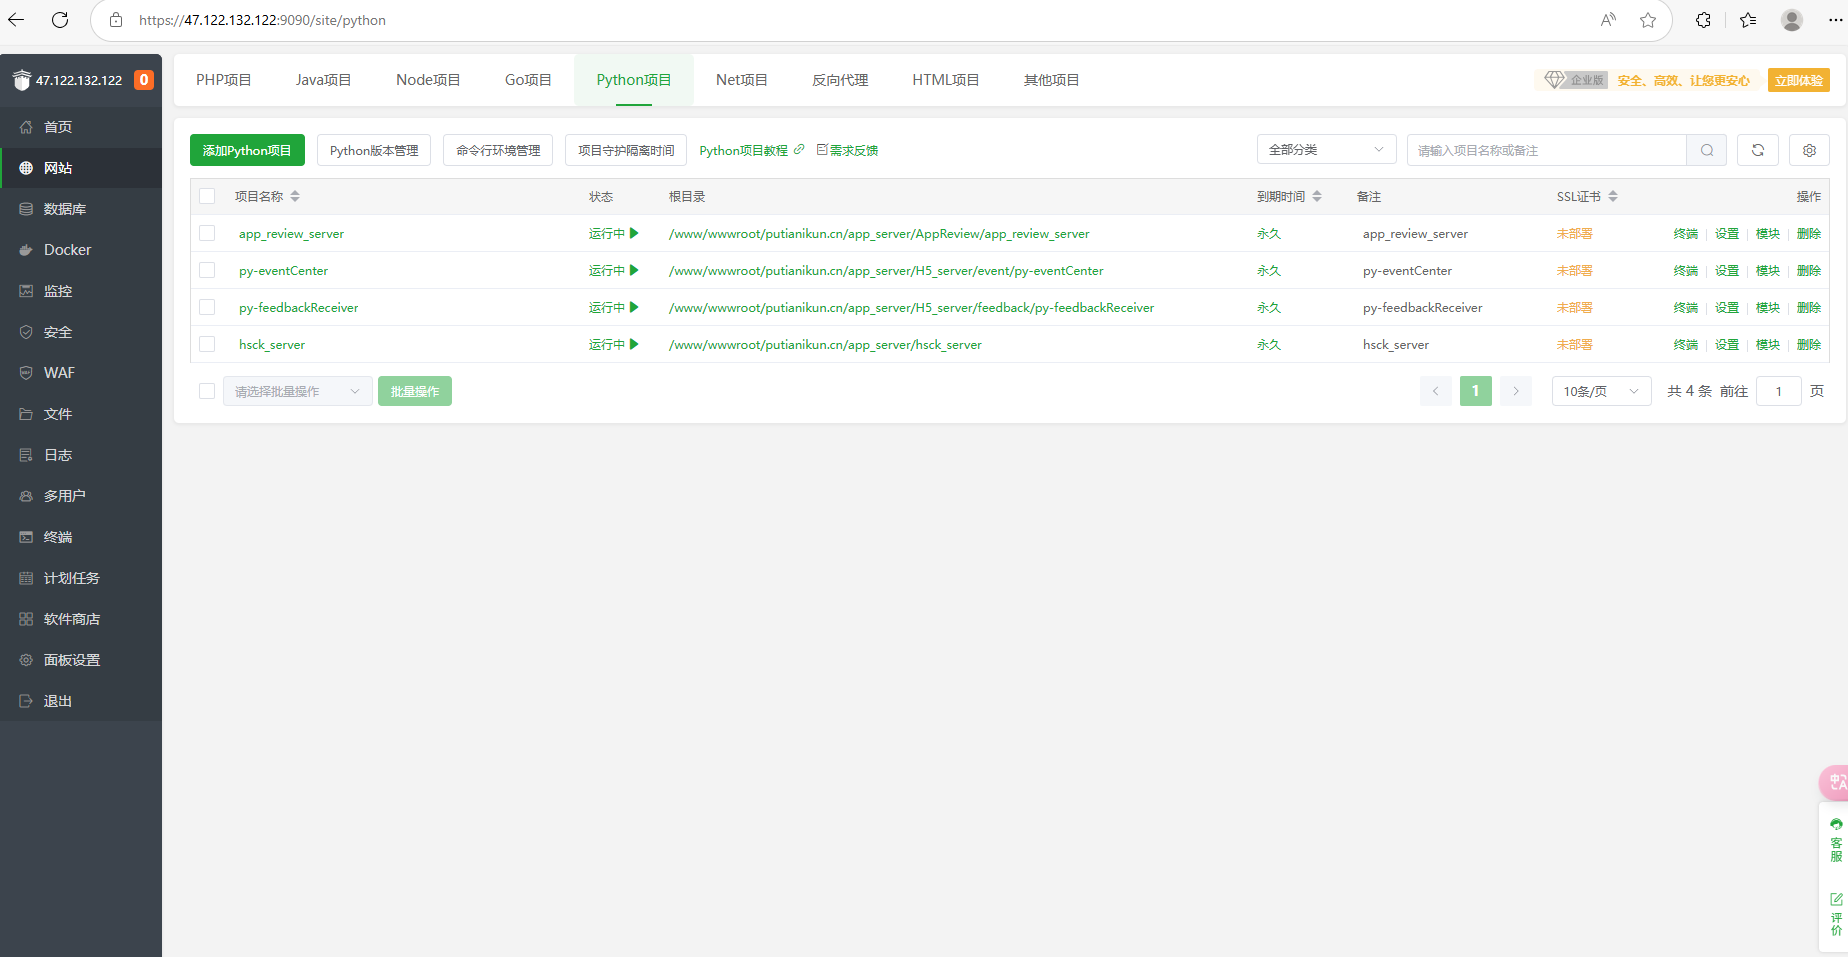 https://47.122.132.122:9090/site/python
47.122.132.122 0
首页
网站
数据库
Docker
监控
安全
WAF
文件
日志
多用户
终端
计划任务
软件商店
面板设置
退出
PHP项目 Java项目 Node项目 Go项目 Python项目 Net项目 反向代理 HTML项目 其他项目 企业版 安全、高效、让您更安心 立即体验
添加Python项目 Python版本管理 命令行环境管理 项目守护隔离时间 Python项目教程 需求反馈 全部分类 请输入项目名称或备注
项目名称 状态 根目录 到期时间 备注 SSL证书 操作
app_review_server 运行中 /www/wwwroot/putianikun.cn/app_server/AppReview/app_review_server 永久 app_review_server 未部署 终端 设置 模块 删除
py-eventCenter 运行中 /www/wwwroot/putianikun.cn/app_server/H5_server/event/py-eventCenter 永久 py-eventCenter 未部署 终端 设置 模块 删除
py-feedbackReceiver 运行中 /www/wwwroot/putianikun.cn/app_server/H5_server/feedback/py-feedbackReceiver 永久 py-feedbackReceiver 未部署 终端 设置 模块 删除
hsck_server 运行中 /www/wwwroot/putianikun.cn/app_server/hsck_server 永久 hsck_server 未部署 终端 设置 模块 删除
请选择批量操作 批量操作 1 10条/页 共 4 条 前往 1 页
客服
评价